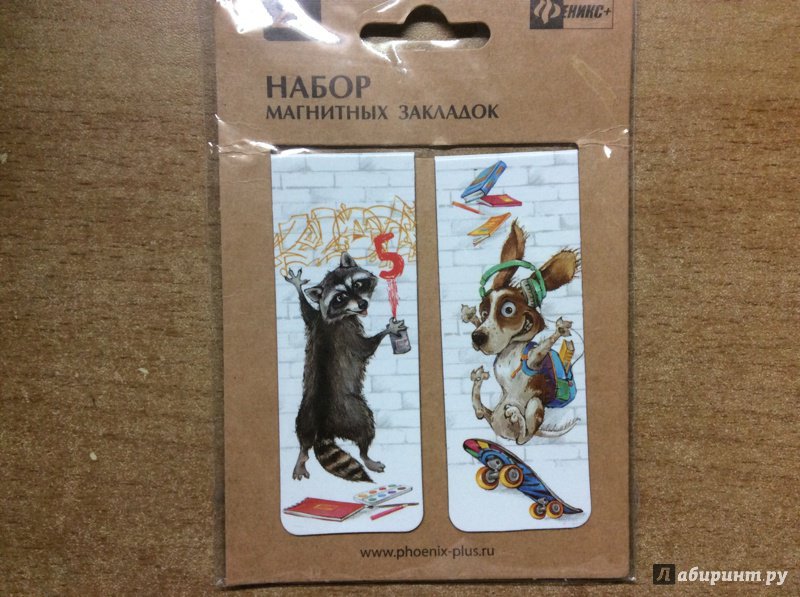 ФЕНИКС+
НАБОР
МАГНИТНЫХ ЗАКЛАДОК
5
www.phoenix-plus.ru
Лабиринт.ру